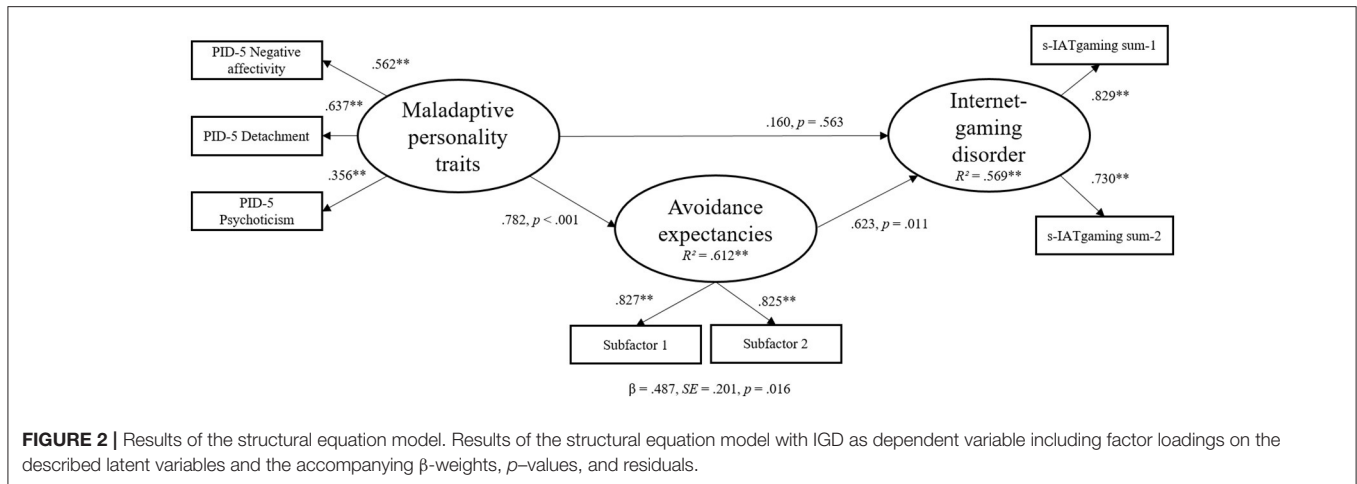 PID-5 Negative
affectivity
.562**
.637**
PID-5 Detachment
.356**
PID-5
Psychoticism
Maladaptive
personality
traits
.160, p = .563
.782, p < .001
Avoidance
expectancies
R² = .612**
.623, p = .011
Internet-
gaming
disorder
R² = .569**
s-IATgaming sum-1
.829**
.730**
s-IATgaming sum-2
.827**
.825**
Subfactor 1
Subfactor 2
β = .487, SE = .201, p = .016
FIGURE 2 | Results of the structural equation model. Results of the structural equation model with IGD as dependent variable including factor loadings on the
described latent variables and the accompanying β-weights, p–values, and residuals.